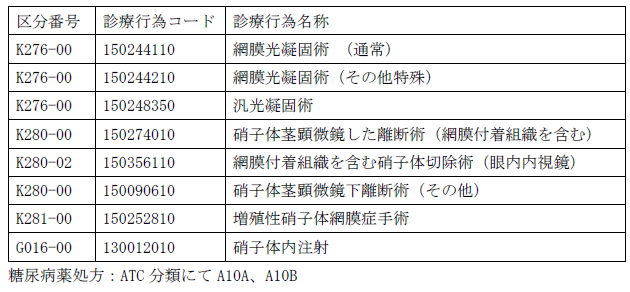 区分番号 診療行為コード 診療行為名称
K276-00 150244110 網膜光凝固術 （通常）
K276-00 150244210 網膜光凝固術（その他特殊）
K276-00 150248350 汎光凝固術
K280-00 150274010 硝子体茎顕微鏡した離断術（網膜付着組織を含む）
K280-02 150356110 網膜付着組織を含む硝子体切除術（眼内内視鏡）
K280-00 150090610 硝子体茎顕微鏡下離断術（その他）
K281-00 150252810 増殖性硝子体網膜症手術
G016-00 130012010 硝子体内注射
糖尿病薬処方：ATC 分類にて A10A、A10B